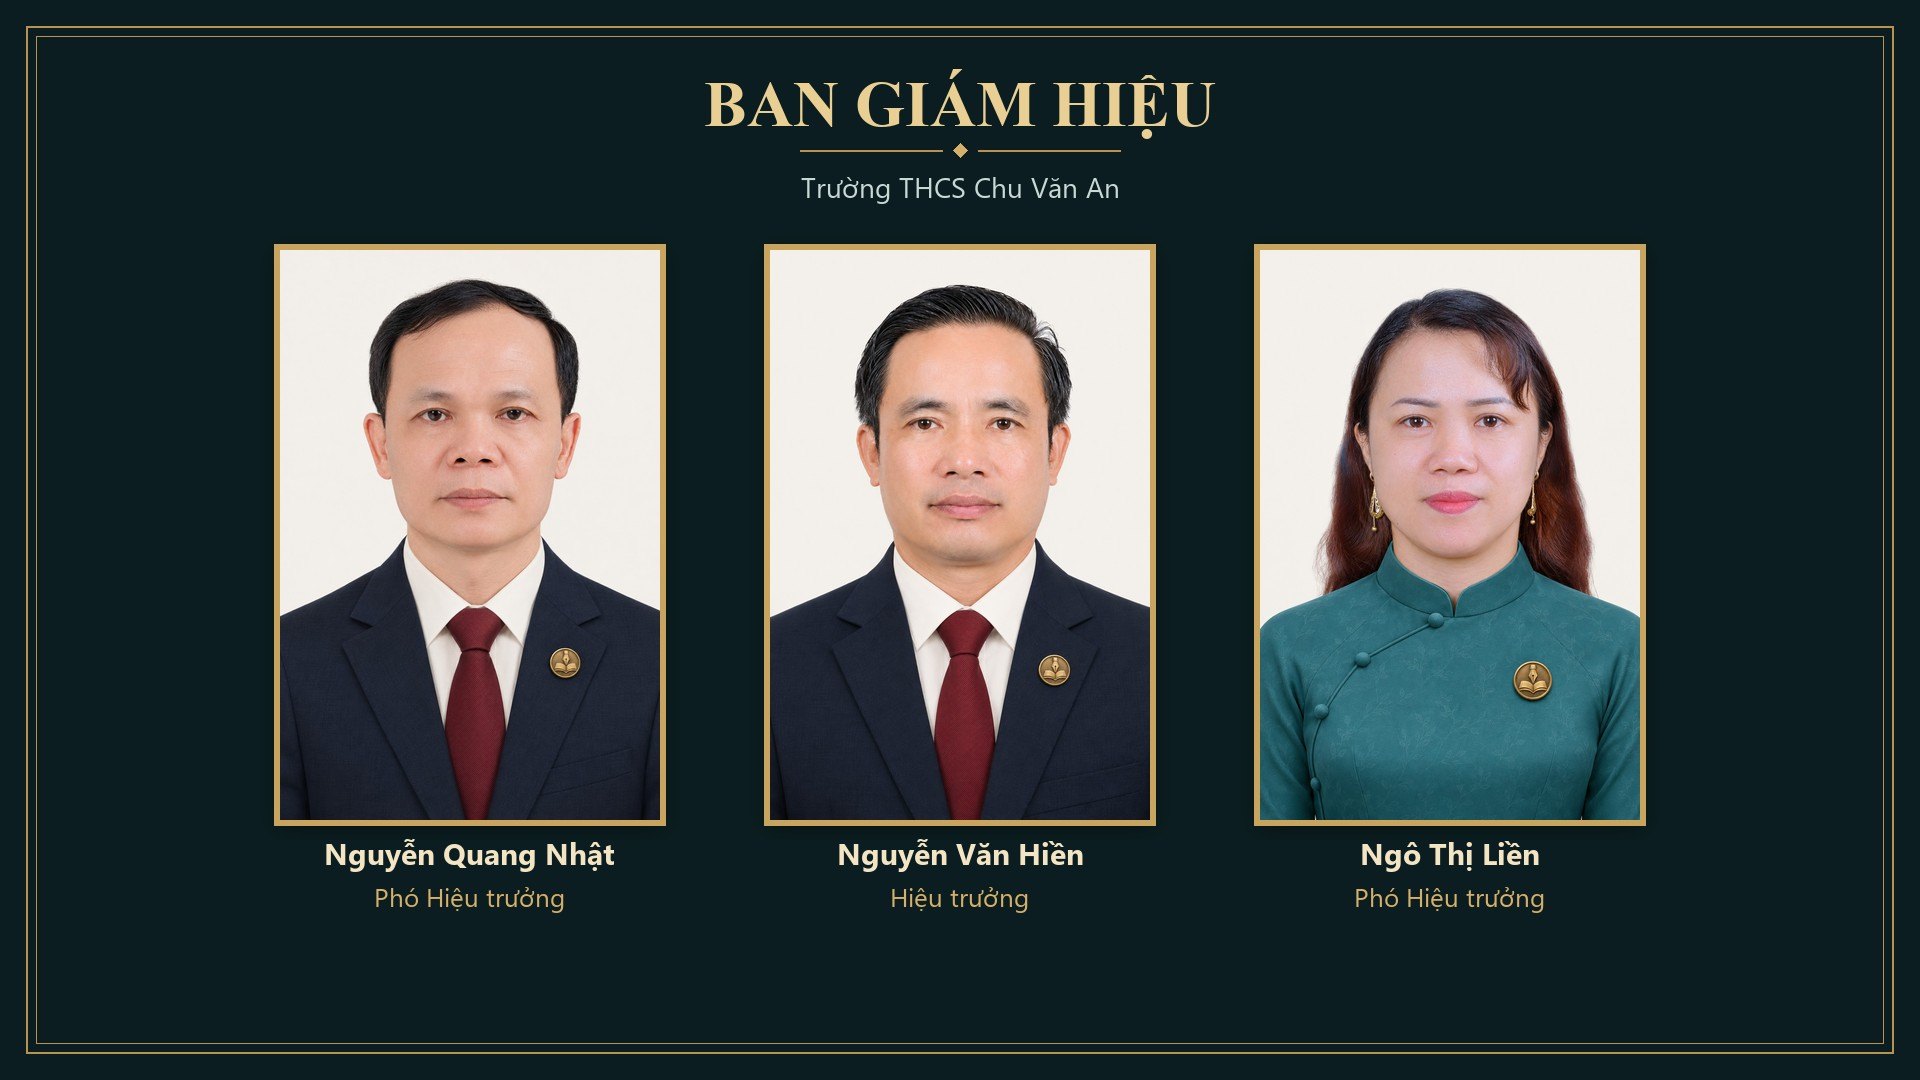 BAN GIÁM HIỆU
Trường THCS Chu Văn An
Nguyễn Quang Nhật
Phó Hiệu trưởng
Nguyễn Văn Hiền
Hiệu trưởng
Ngô Thị Liền
Phó Hiệu trưởng